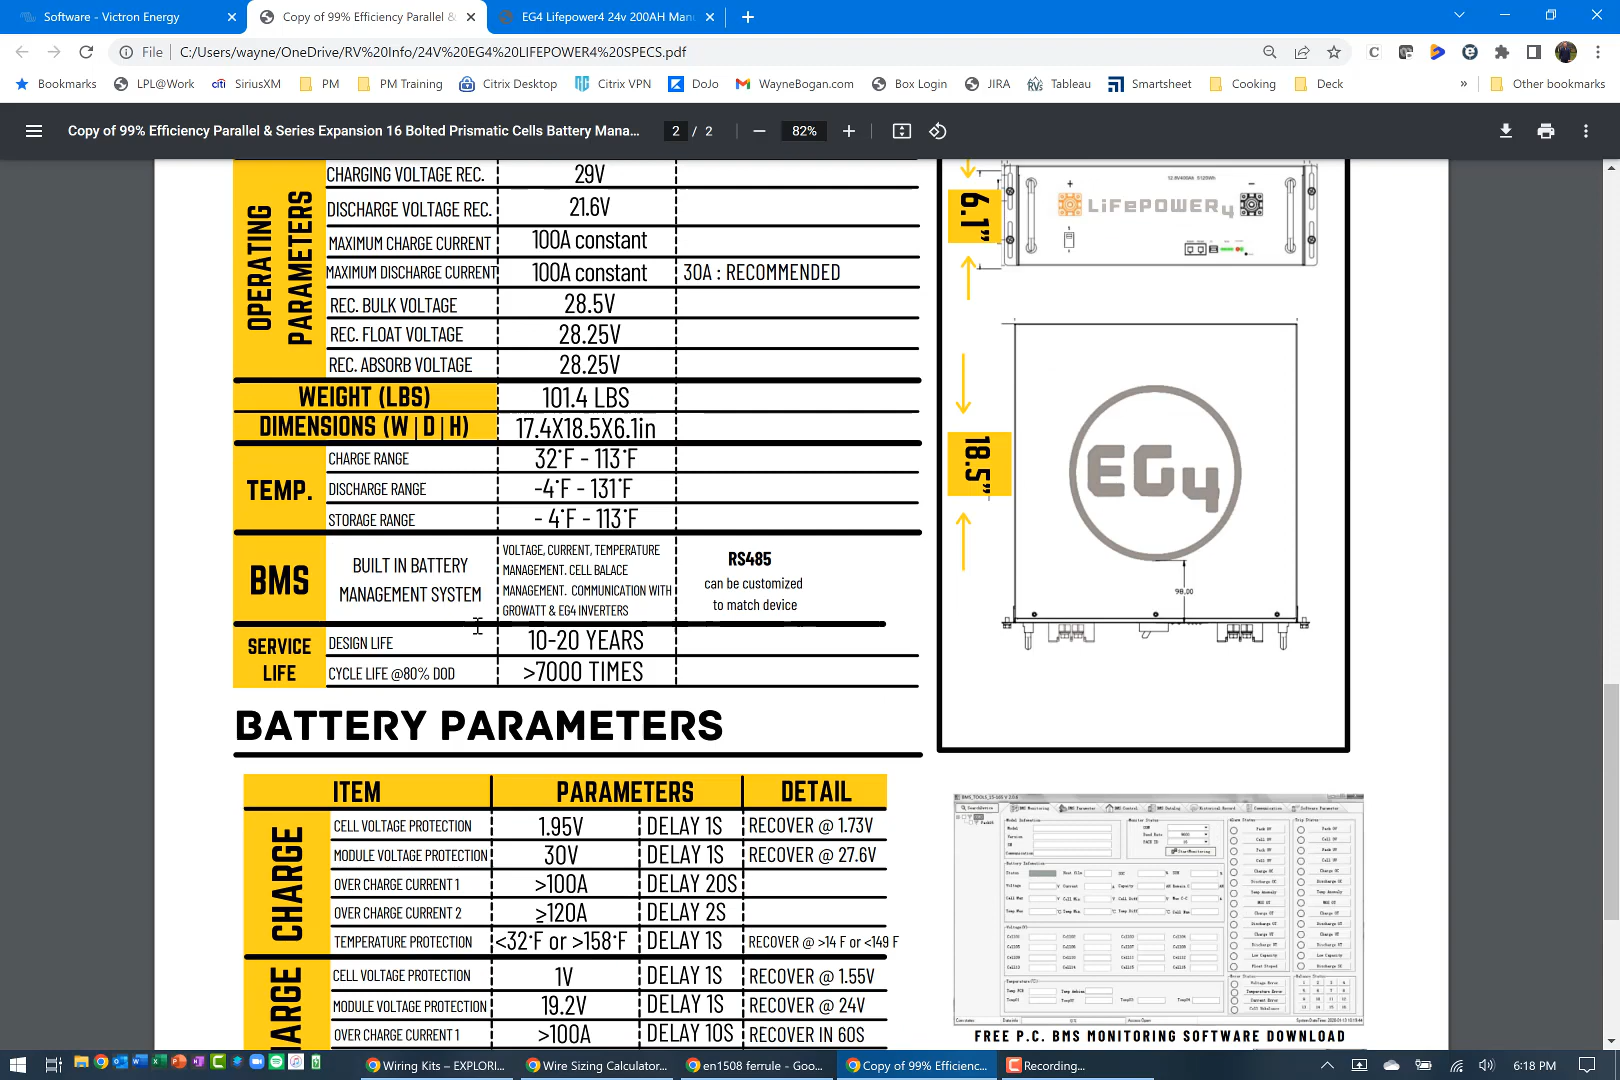 Software - Victron Energy
Copy of 99% Efficiency Parallel &
EG4 Lifepower4 24v 200AH Man
File
C:/Users/wayne/OneDrive/RV%20Info/24V%20EG4%20LIFEPOWER4%20SPECS.pdf
Bookmarks
LPL@Work
citi
SiriusXM
PM
PM Training
Citrix Desktop
Citrix VPN
DoJo
WayneBogan.com
Box Login
JIRA
Tableau
Smartsheet
Cooking
Deck
»
Other bookmarks
Copy of 99% Efficiency Parallel & Series Expansion 16 Bolted Prismatic Cells Battery Mana...
2 / 2
82%
OPERATING
PARAMETERS
CHARGING VOLTAGE REC. 29V
DISCHARGE VOLTAGE REC. 21.6V
MAXIMUM CHARGE CURRENT 100A constant
MAXIMUM DISCHARGE CURRENT 100A constant 30A : RECOMMENDED
REC. BULK VOLTAGE 28.5V
REC. FLOAT VOLTAGE 28.25V
REC. ABSORB VOLTAGE 28.25V
WEIGHT (LBS) 101.4 LBS
DIMENSIONS (W|D|H) 17.4X18.5X6.1in
TEMP.
CHARGE RANGE 32°F - 113°F
DISCHARGE RANGE -4°F - 131°F
STORAGE RANGE - 4°F - 113°F
BMS
BUILT IN BATTERY
MANAGEMENT SYSTEM
VOLTAGE, CURRENT, TEMPERATURE
MANAGEMENT. CELL BALACE
MANAGEMENT. COMMUNICATION WITH
GROWATT & EG4 INVERTERS
RS485
can be customized
to match device
SERVICE
LIFE
DESIGN LIFE 10-20 YEARS
CYCLE LIFE @80% DOD >7000 TIMES
6.1"
LiFePOWER4
18.5"
EG4
98.00
BATTERY PARAMETERS
ITEM PARAMETERS DETAIL
CHARGE
CELL VOLTAGE PROTECTION 1.95V DELAY 1S RECOVER @ 1.73V
MODULE VOLTAGE PROTECTION 30V DELAY 1S RECOVER @ 27.6V
OVER CHARGE CURRENT 1 >100A DELAY 20S
OVER CHARGE CURRENT 2 ≥120A DELAY 2S
TEMPERATURE PROTECTION <32°F or >158°F DELAY 1S RECOVER @ >14 F or <149 F
HARGE
CELL VOLTAGE PROTECTION 1V DELAY 1S RECOVER @ 1.55V
MODULE VOLTAGE PROTECTION 19.2V DELAY 1S RECOVER @ 24V
OVER CHARGE CURRENT 1 >100A DELAY 10S RECOVER IN 60S
FREE P.C. BMS MONITORING SOFTWARE DOWNLOAD
Wiring Kits – EXPLORI...
Wire Sizing Calculator...
en1508 ferrule - Goo...
Copy of 99% Efficienc...
Recording...
6:18 PM